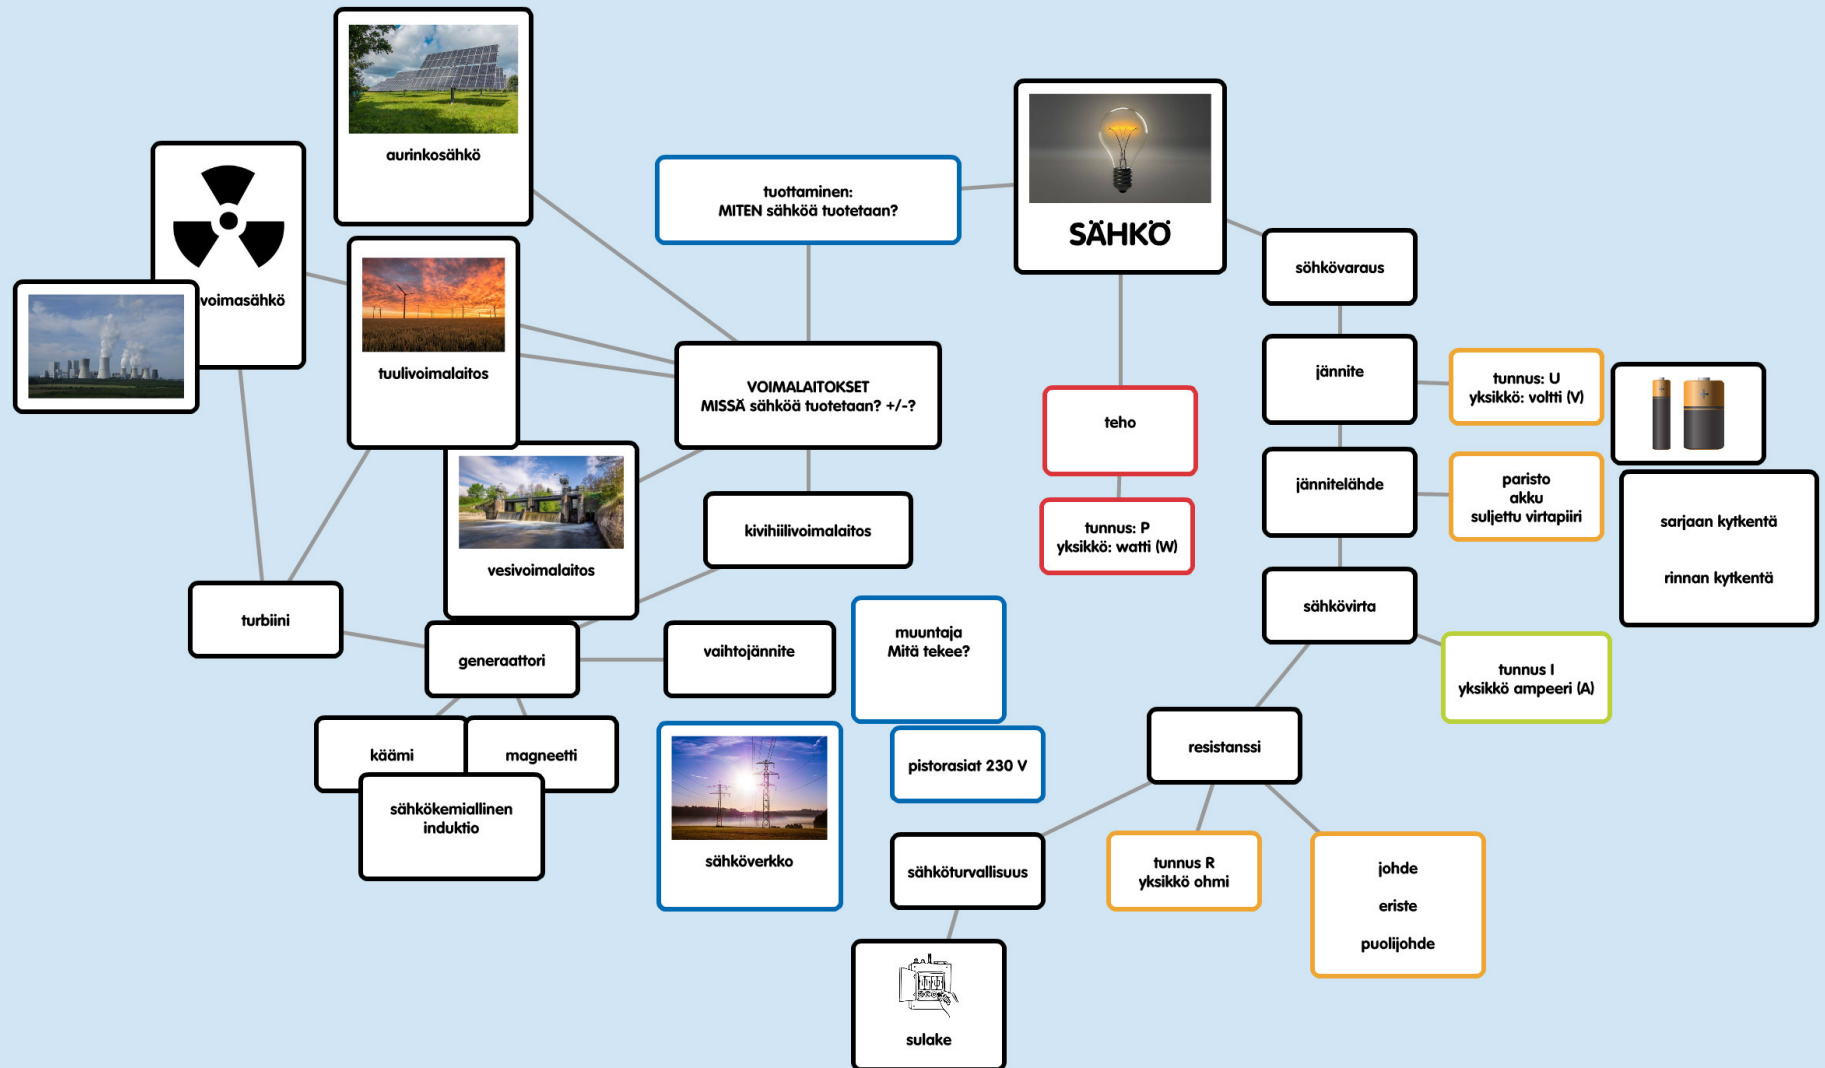 aurinkosähkö
voimasähkö
tuulivoimalaitos
vesivoimalaitos
tuottaminen:
MITEN sähköä tuotetaan?
SÄHKÖ
VOIMALAITOKSET
MISSÄ sähköä tuotetaan? +/-?
kivihiilivoimalaitos
turbiini
generaattori
vaihtojännite
käämi
magneetti
sähkökemiallinen
induktio
muuntaja
Mitä tekee?
pistorasiat 230 V
sähköverkko
teho
tunnus: P
yksikkö: watti (W)
söhkövaraus
jännite
tunnus: U
yksikkö: voltti (V)
jännitelähde
paristo
akku
suljettu virtapiiri
sarjaan kytkentä
rinnan kytkentä
sähkövirta
tunnus I
yksikkö ampeeri (A)
resistanssi
sähköturvallisuus
tunnus R
yksikkö ohmi
johde
eriste
puolijohde
sulake